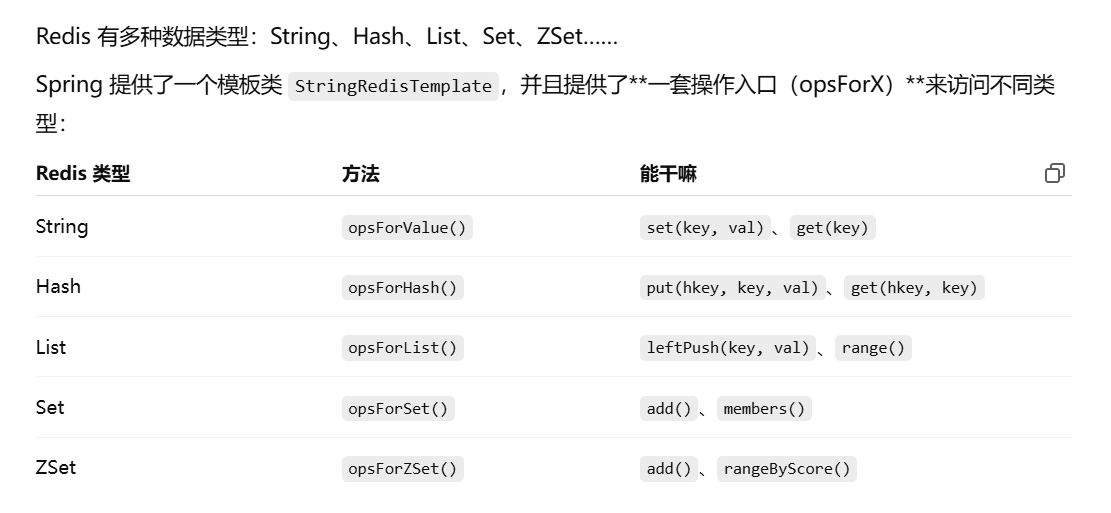 Redis 有多种数据类型：String、Hash、List、Set、ZSet……
Spring 提供了一个模板类 StringRedisTemplate，并且提供了**一套操作入口（opsForX）**来访问不同类
型：
Redis 类型 方法 能干嘛
String opsForValue() set(key, val)、get(key)
Hash opsForHash() put(hkey, key, val)、get(hkey, key)
List opsForList() leftPush(key, val)、range()
Set opsForSet() add()、members()
ZSet opsForZSet() add()、rangeByScore()